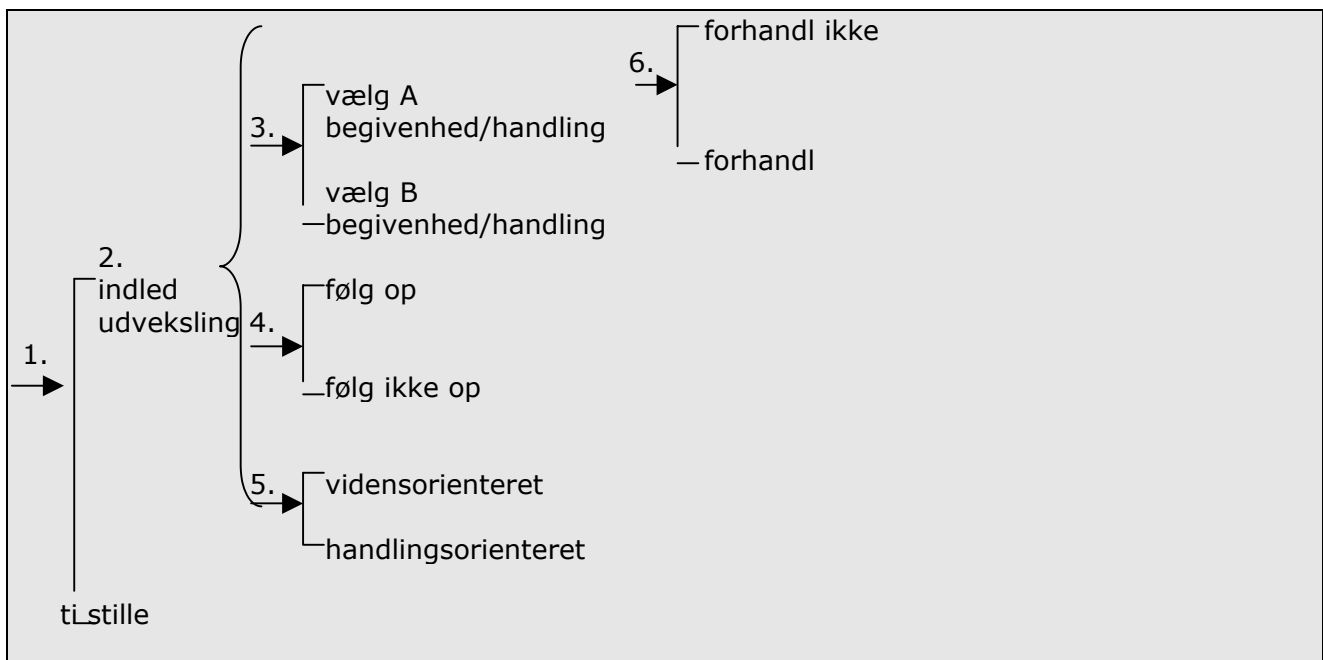 forhandl ikke
6.
vælg A
begivenhed/handling
3.
forhandl
vælg B
begivenhed/handling
2.
indled
udveksling
følg op
4.
1.
følg ikke op
5.
vidensorienteret
handlingsorienteret
ti stille